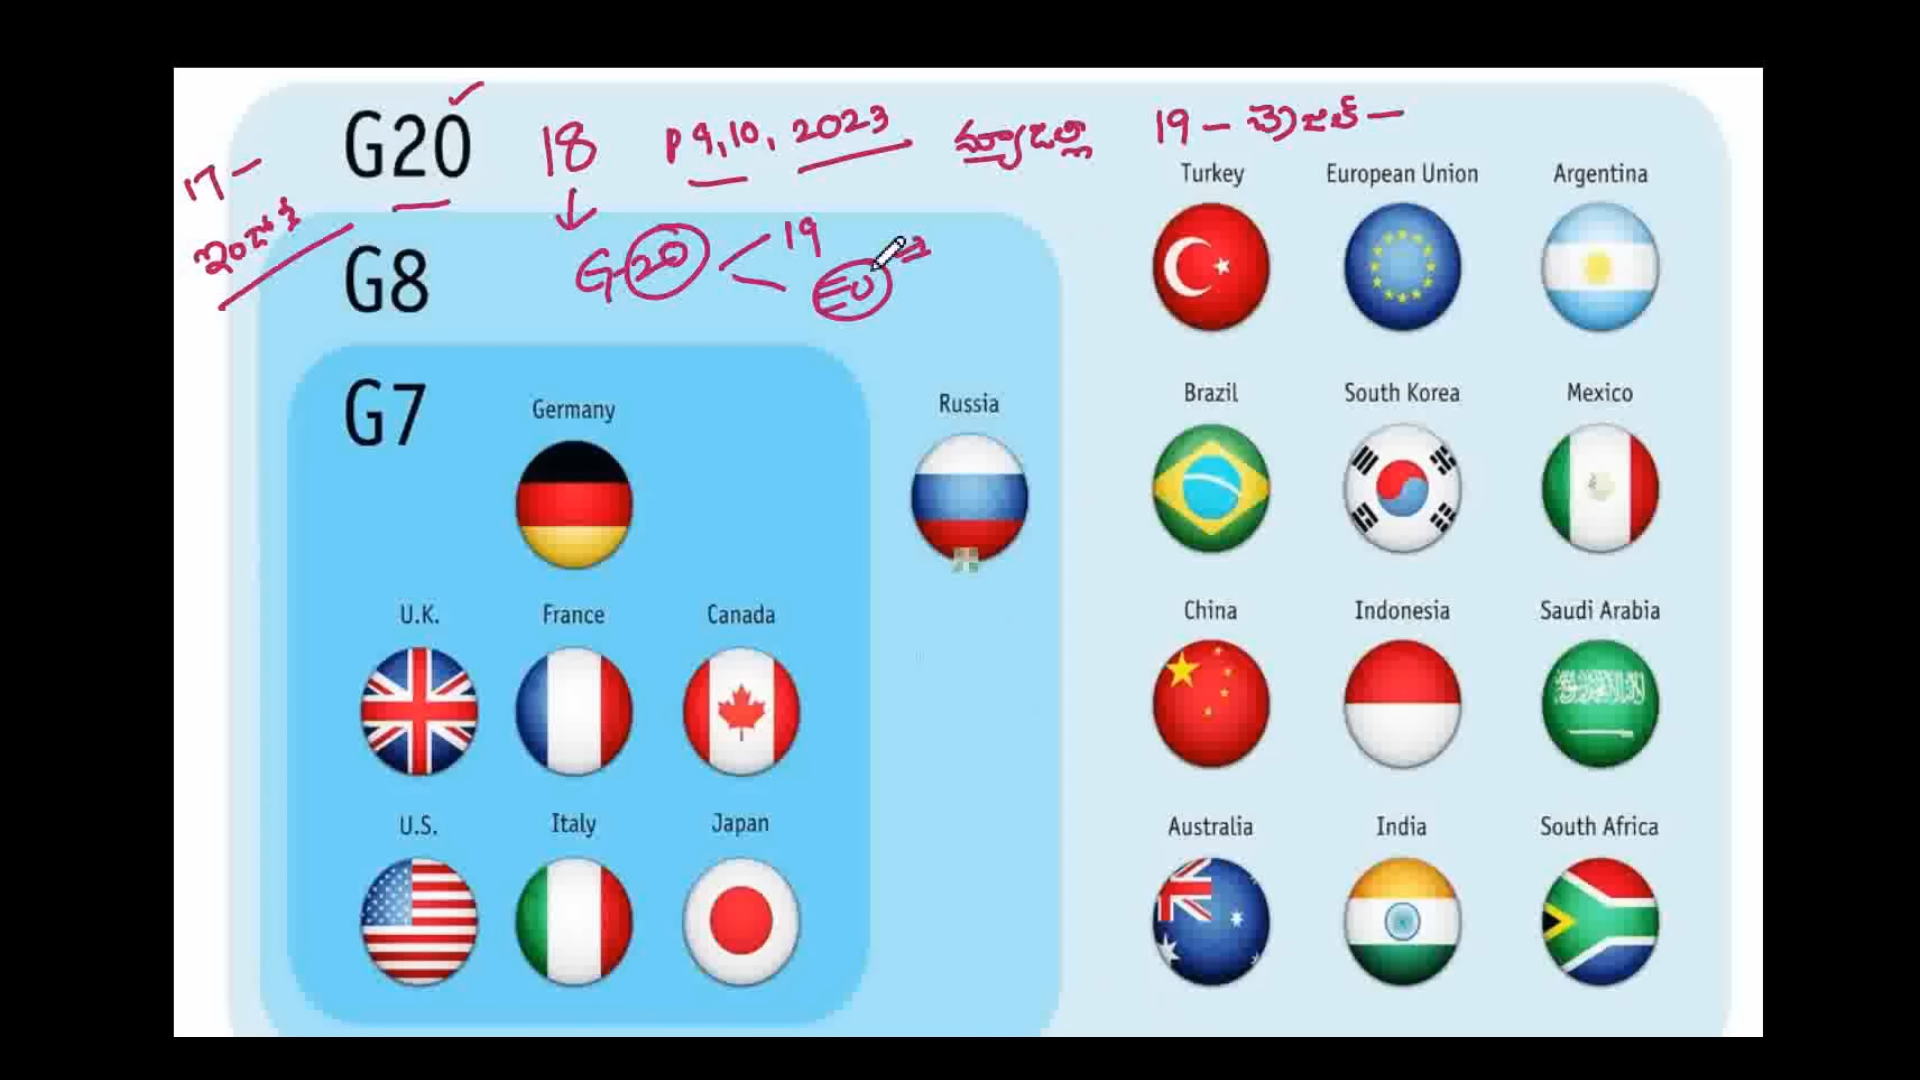 G20 18 P 9,10, 2023 19 -
17 -
G8 G-20 19
EU
Turkey European Union Argentina
G7
Germany Russia Brazil South Korea Mexico
U.K. France Canada China Indonesia Saudi Arabia
U.S. Italy Japan Australia India South Africa